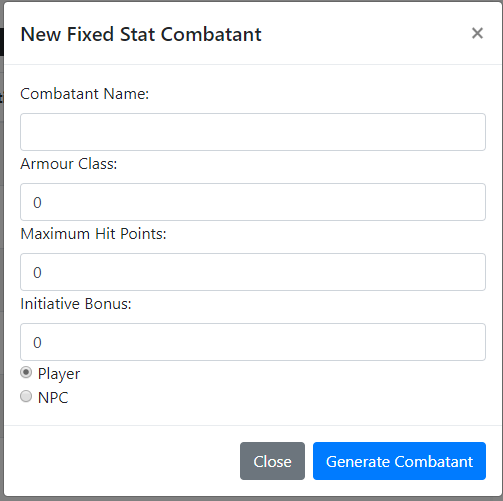 New Fixed Stat Combatant ×
Combatant Name:
Armour Class:
0
Maximum Hit Points:
0
Initiative Bonus:
0
Player
NPC
Close Generate Combatant